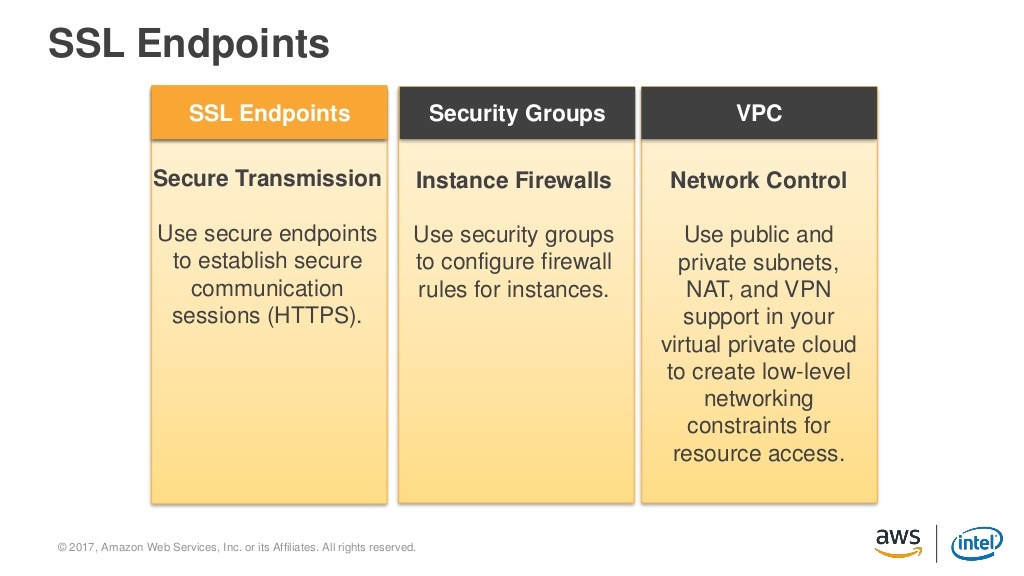 SSL Endpoints
SSL Endpoints
Secure Transmission
Use secure endpoints
to establish secure
communication
sessions (HTTPS).
Security Groups
Instance Firewalls
Use security groups
to configure firewall
rules for instances.
VPC
Network Control
Use public and
private subnets,
NAT, and VPN
support in your
virtual private cloud
to create low-level
networking
constraints for
resource access.
© 2017, Amazon Web Services, Inc. or its Affiliates. All rights reserved.
aws
intel